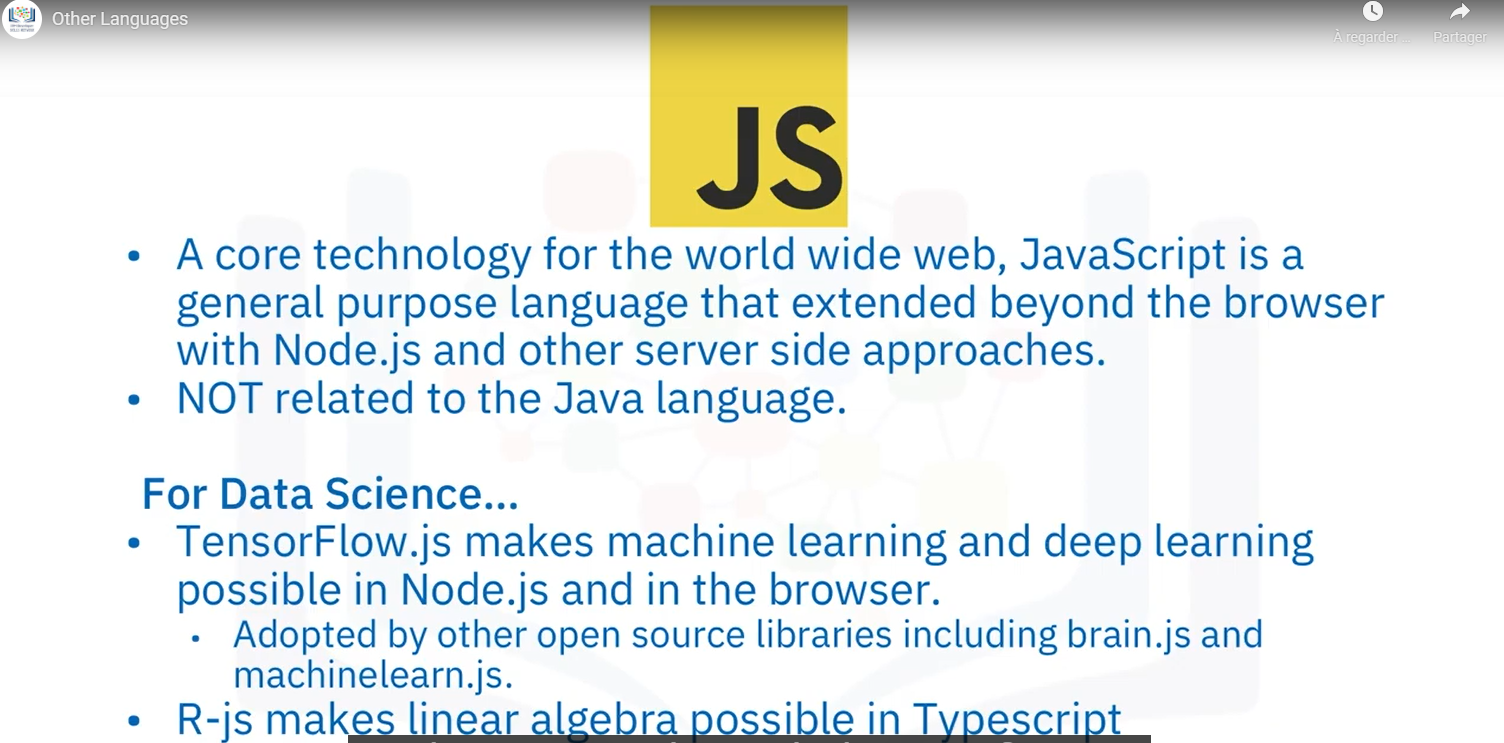 Other Languages
À regarder ...
Partager
JS
• A core technology for the world wide web, JavaScript is a
general purpose language that extended beyond the browser
with Node.js and other server side approaches.
• NOT related to the Java language.
For Data Science...
• TensorFlow.js makes machine learning and deep learning
possible in Node.js and in the browser.
• Adopted by other open source libraries including brain.js and
machinelearn.js.
• R-js makes linear algebra possible in Typescript